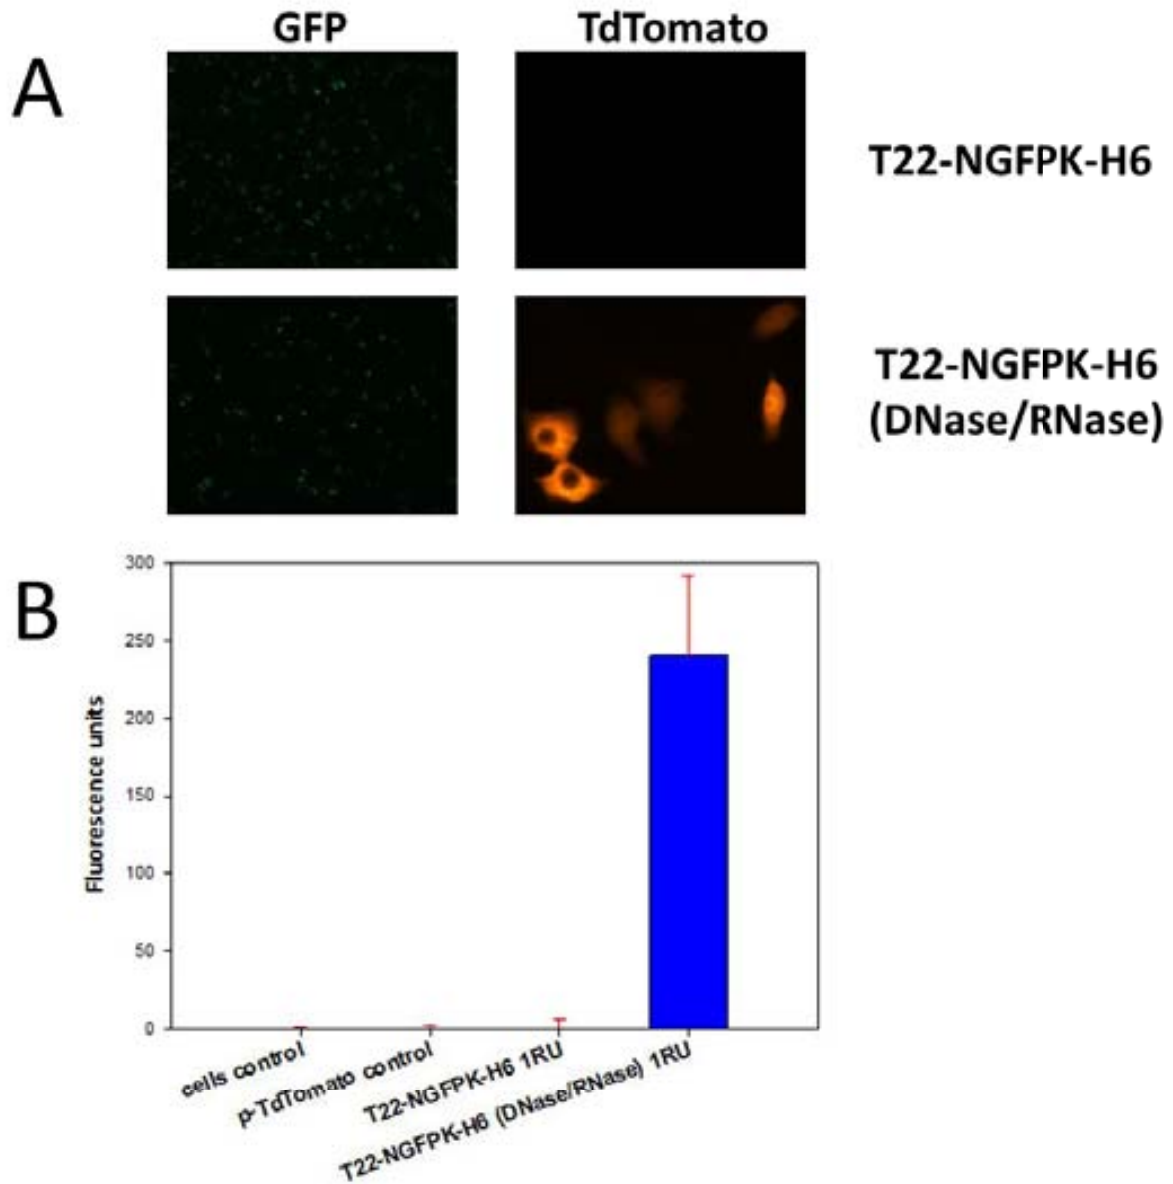 GFP
TdTomato
A
T22-NGFPK-H6
T22-NGFPK-H6
(DNase/RNase)
B
300
250
200
150
100
50
0
Fluorescence units
cells control
p-TdTomato control
T22-NGFPK-H6 1RU
T22-NGFPK-H6 (DNase/RNase) 1RU